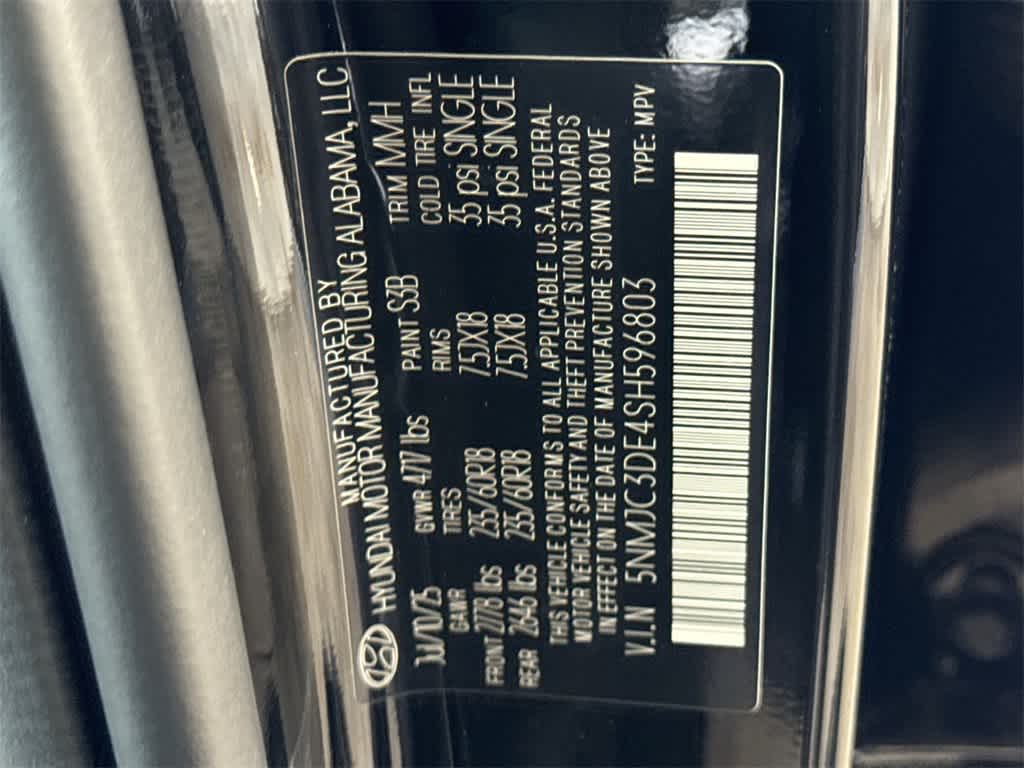 MANUFACTURED BY
HYUNDAI MOTOR MANUFACTURING ALABAMA, LLC
JU/10/25 GVWR 4717 lbs PAINT S3B TRIM MMH
GAWR TIRES RIMS COLD TIRE INFL
FRONT 2778 lbs 235/60R18 7.5JX18 35 psi SINGLE
REAR 2646 lbs 235/60R18 7.5JX18 35 psi SINGLE
THIS VEHICLE CONFORMS TO ALL APPLICABLE U.S.A. FEDERAL
MOTOR VEHICLE SAFETY AND THEFT PREVENTION STANDARDS
IN EFFECT ON THE DATE OF MANUFACTURE SHOWN ABOVE
V.I.N 5NMJC3DE4SH596803 TYPE: MPV